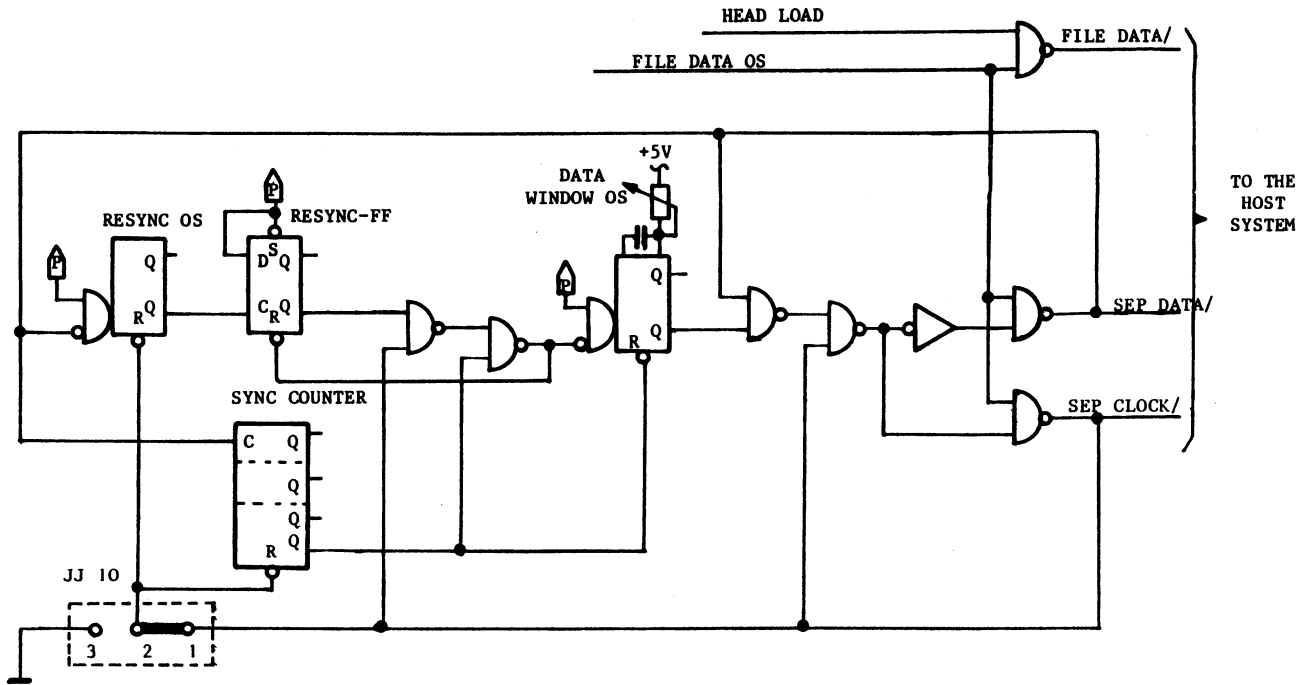 HEAD LOAD
FILE DATA/
FILE DATA OS
+5V
DATA
WINDOW OS
TO THE
HOST
SYSTEM
P
RESYNC OS
RESYNC-FF
P
Q
Q
R
S
D Q
C Q
R
P
Q
Q
R
SEP DATA/
SYNC COUNTER
SEP CLOCK/
C Q
Q
Q
Q
R
JJ 10
3 2 1